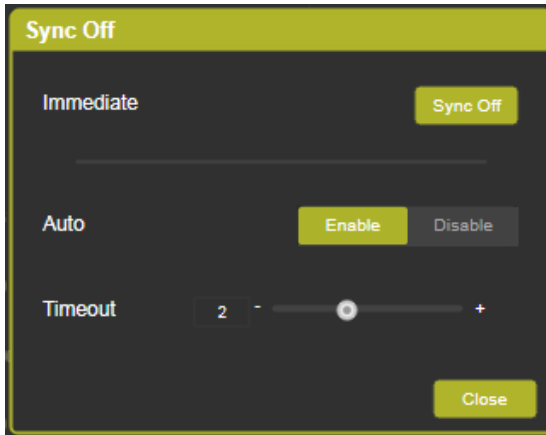 Sync Off
Immediate Sync Off
Auto Enable Disable
Timeout 2 - +
Close